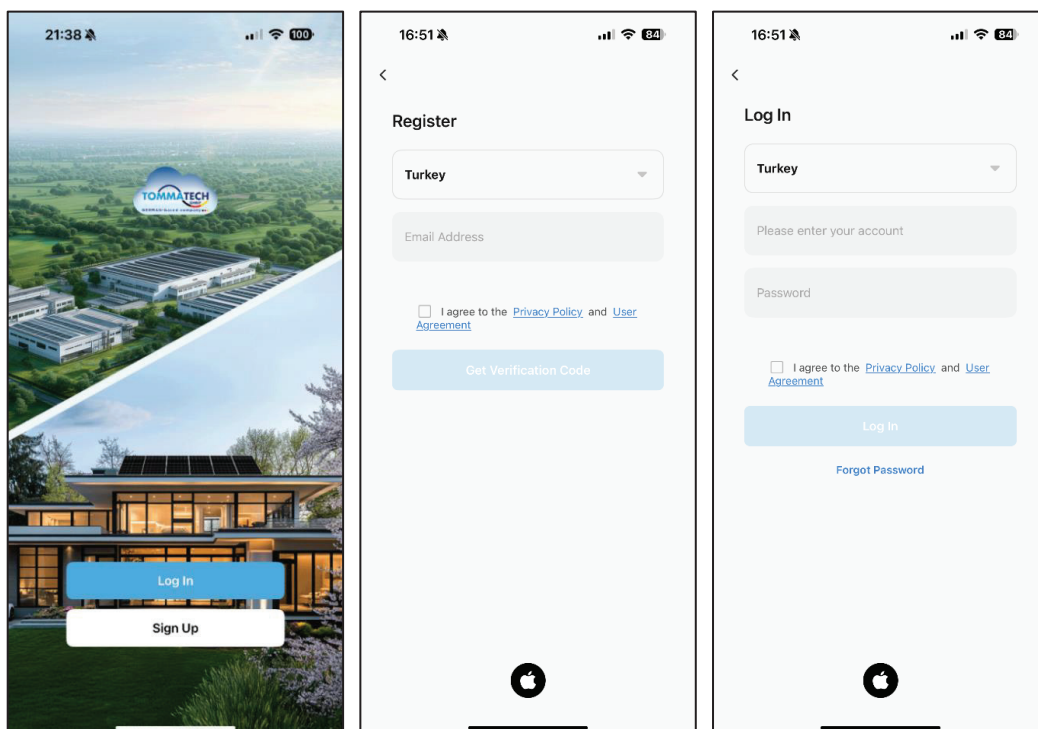 21:38
100
TOMMATECH
Log In
Sign Up
16:51
84
Register
Turkey
Email Address
I agree to the Privacy Policy and User
Agreement
Get Verification Code
16:51
84
Log In
Turkey
Please enter your account
Password
I agree to the Privacy Policy and User
Agreement
Log In
Forgot Password